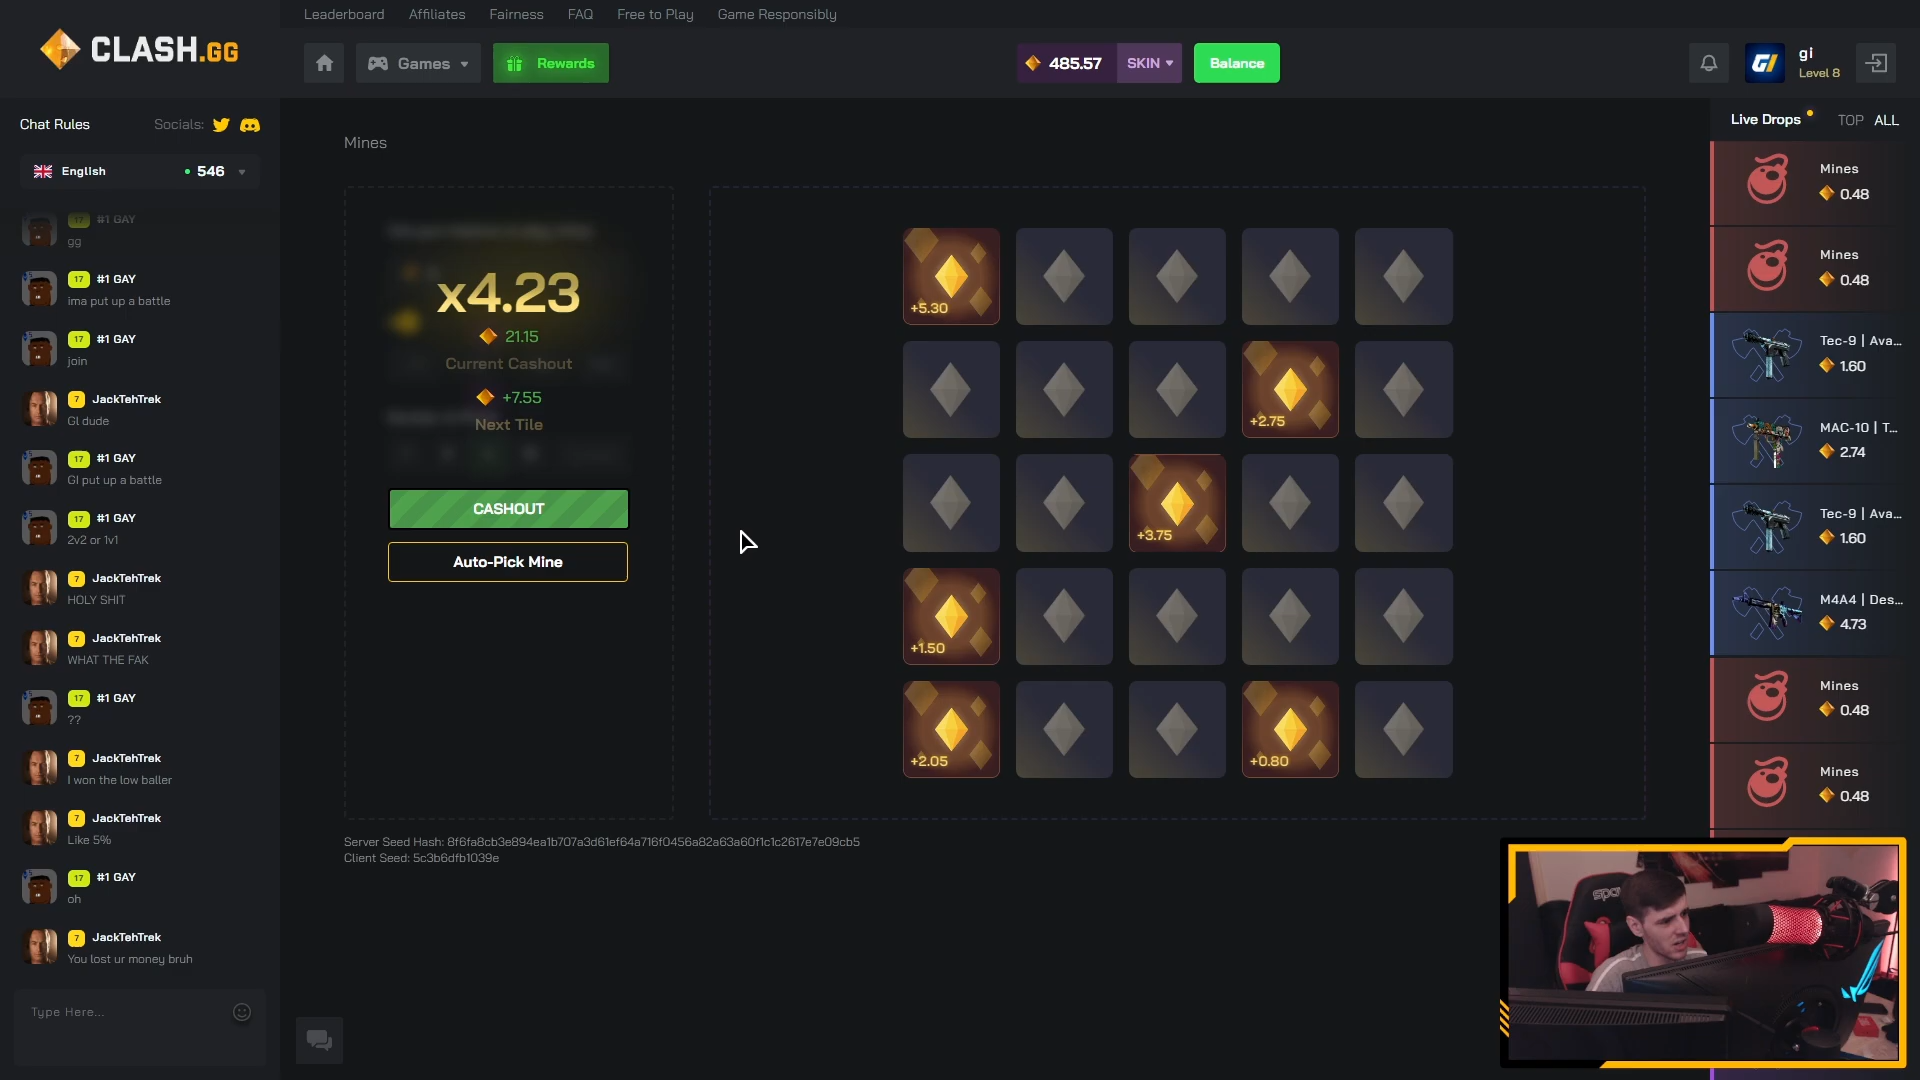 Leaderboard Affiliates Fairness FAQ Free to Play Game Responsibly
CLASH.GG
Games
Rewards
485.57
SKIN
Balance
gi
Level 8
Chat Rules
Socials:
English
546
17 #1 GAY
gg
17 #1 GAY
ima put up a battle
17 #1 GAY
join
7 JackTehTrek
Gl dude
17 #1 GAY
Gl put up a battle
17 #1 GAY
2v2 or 1v1
7 JackTehTrek
HOLY SHIT
7 JackTehTrek
WHAT THE FAK
17 #1 GAY
??
7 JackTehTrek
I won the low baller
7 JackTehTrek
Like 5%
17 #1 GAY
oh
7 JackTehTrek
You lost ur money bruh
Type Here...
Mines
x4.23
21.15
Current Cashout
+7.55
Next Tile
CASHOUT
Auto-Pick Mine
+5.30
+2.75
+3.75
+1.50
+2.05
+0.80
Server Seed Hash: 8f6fa8cb3e894ea1b707a3d61ef64a716f0456a82a63a60f1c1c2617e7e09cb5
Client Seed: 5c3b6dfb1039e
Live Drops TOP ALL
Mines
0.48
Mines
0.48
Tec-9 | Ava...
1.60
MAC-10 | T...
2.74
Tec-9 | Ava...
1.60
M4A4 | Des...
4.73
Mines
0.48
Mines
0.48